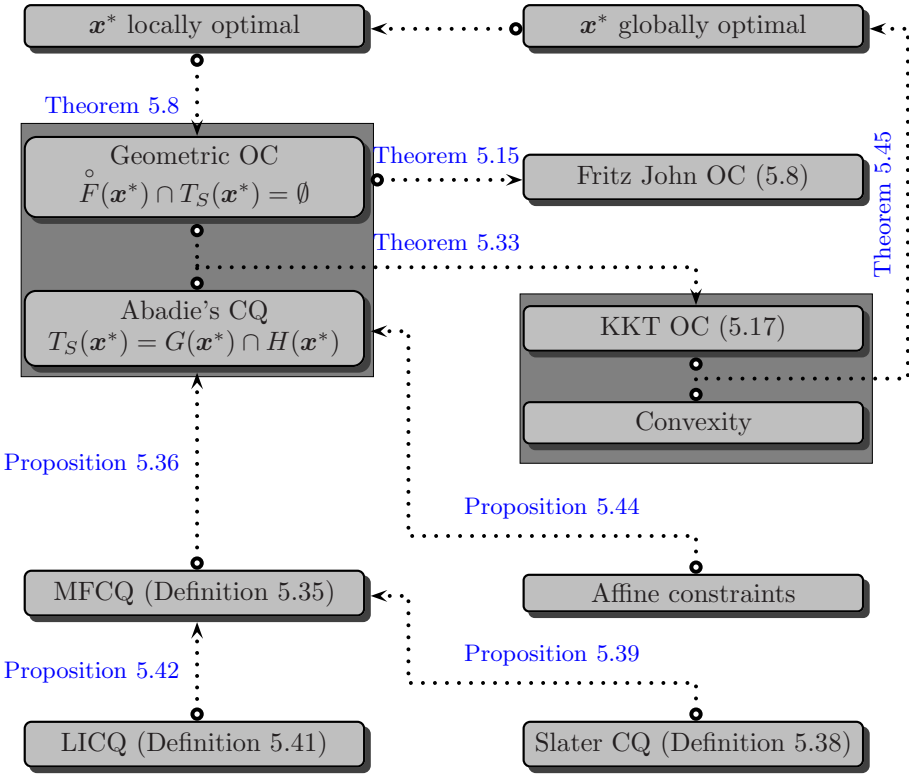 x* locally optimal
x* globally optimal
Theorem 5.8
Theorem 5.45
Geometric OC
F̊(x*) ∩ T_S(x*) = ∅
Theorem 5.15
Fritz John OC (5.8)
Theorem 5.33
Abadie's CQ
T_S(x*) = G(x*) ∩ H(x*)
KKT OC (5.17)
Convexity
Proposition 5.36
Proposition 5.44
MFCQ (Definition 5.35)
Affine constraints
Proposition 5.42
Proposition 5.39
LICQ (Definition 5.41)
Slater CQ (Definition 5.38)